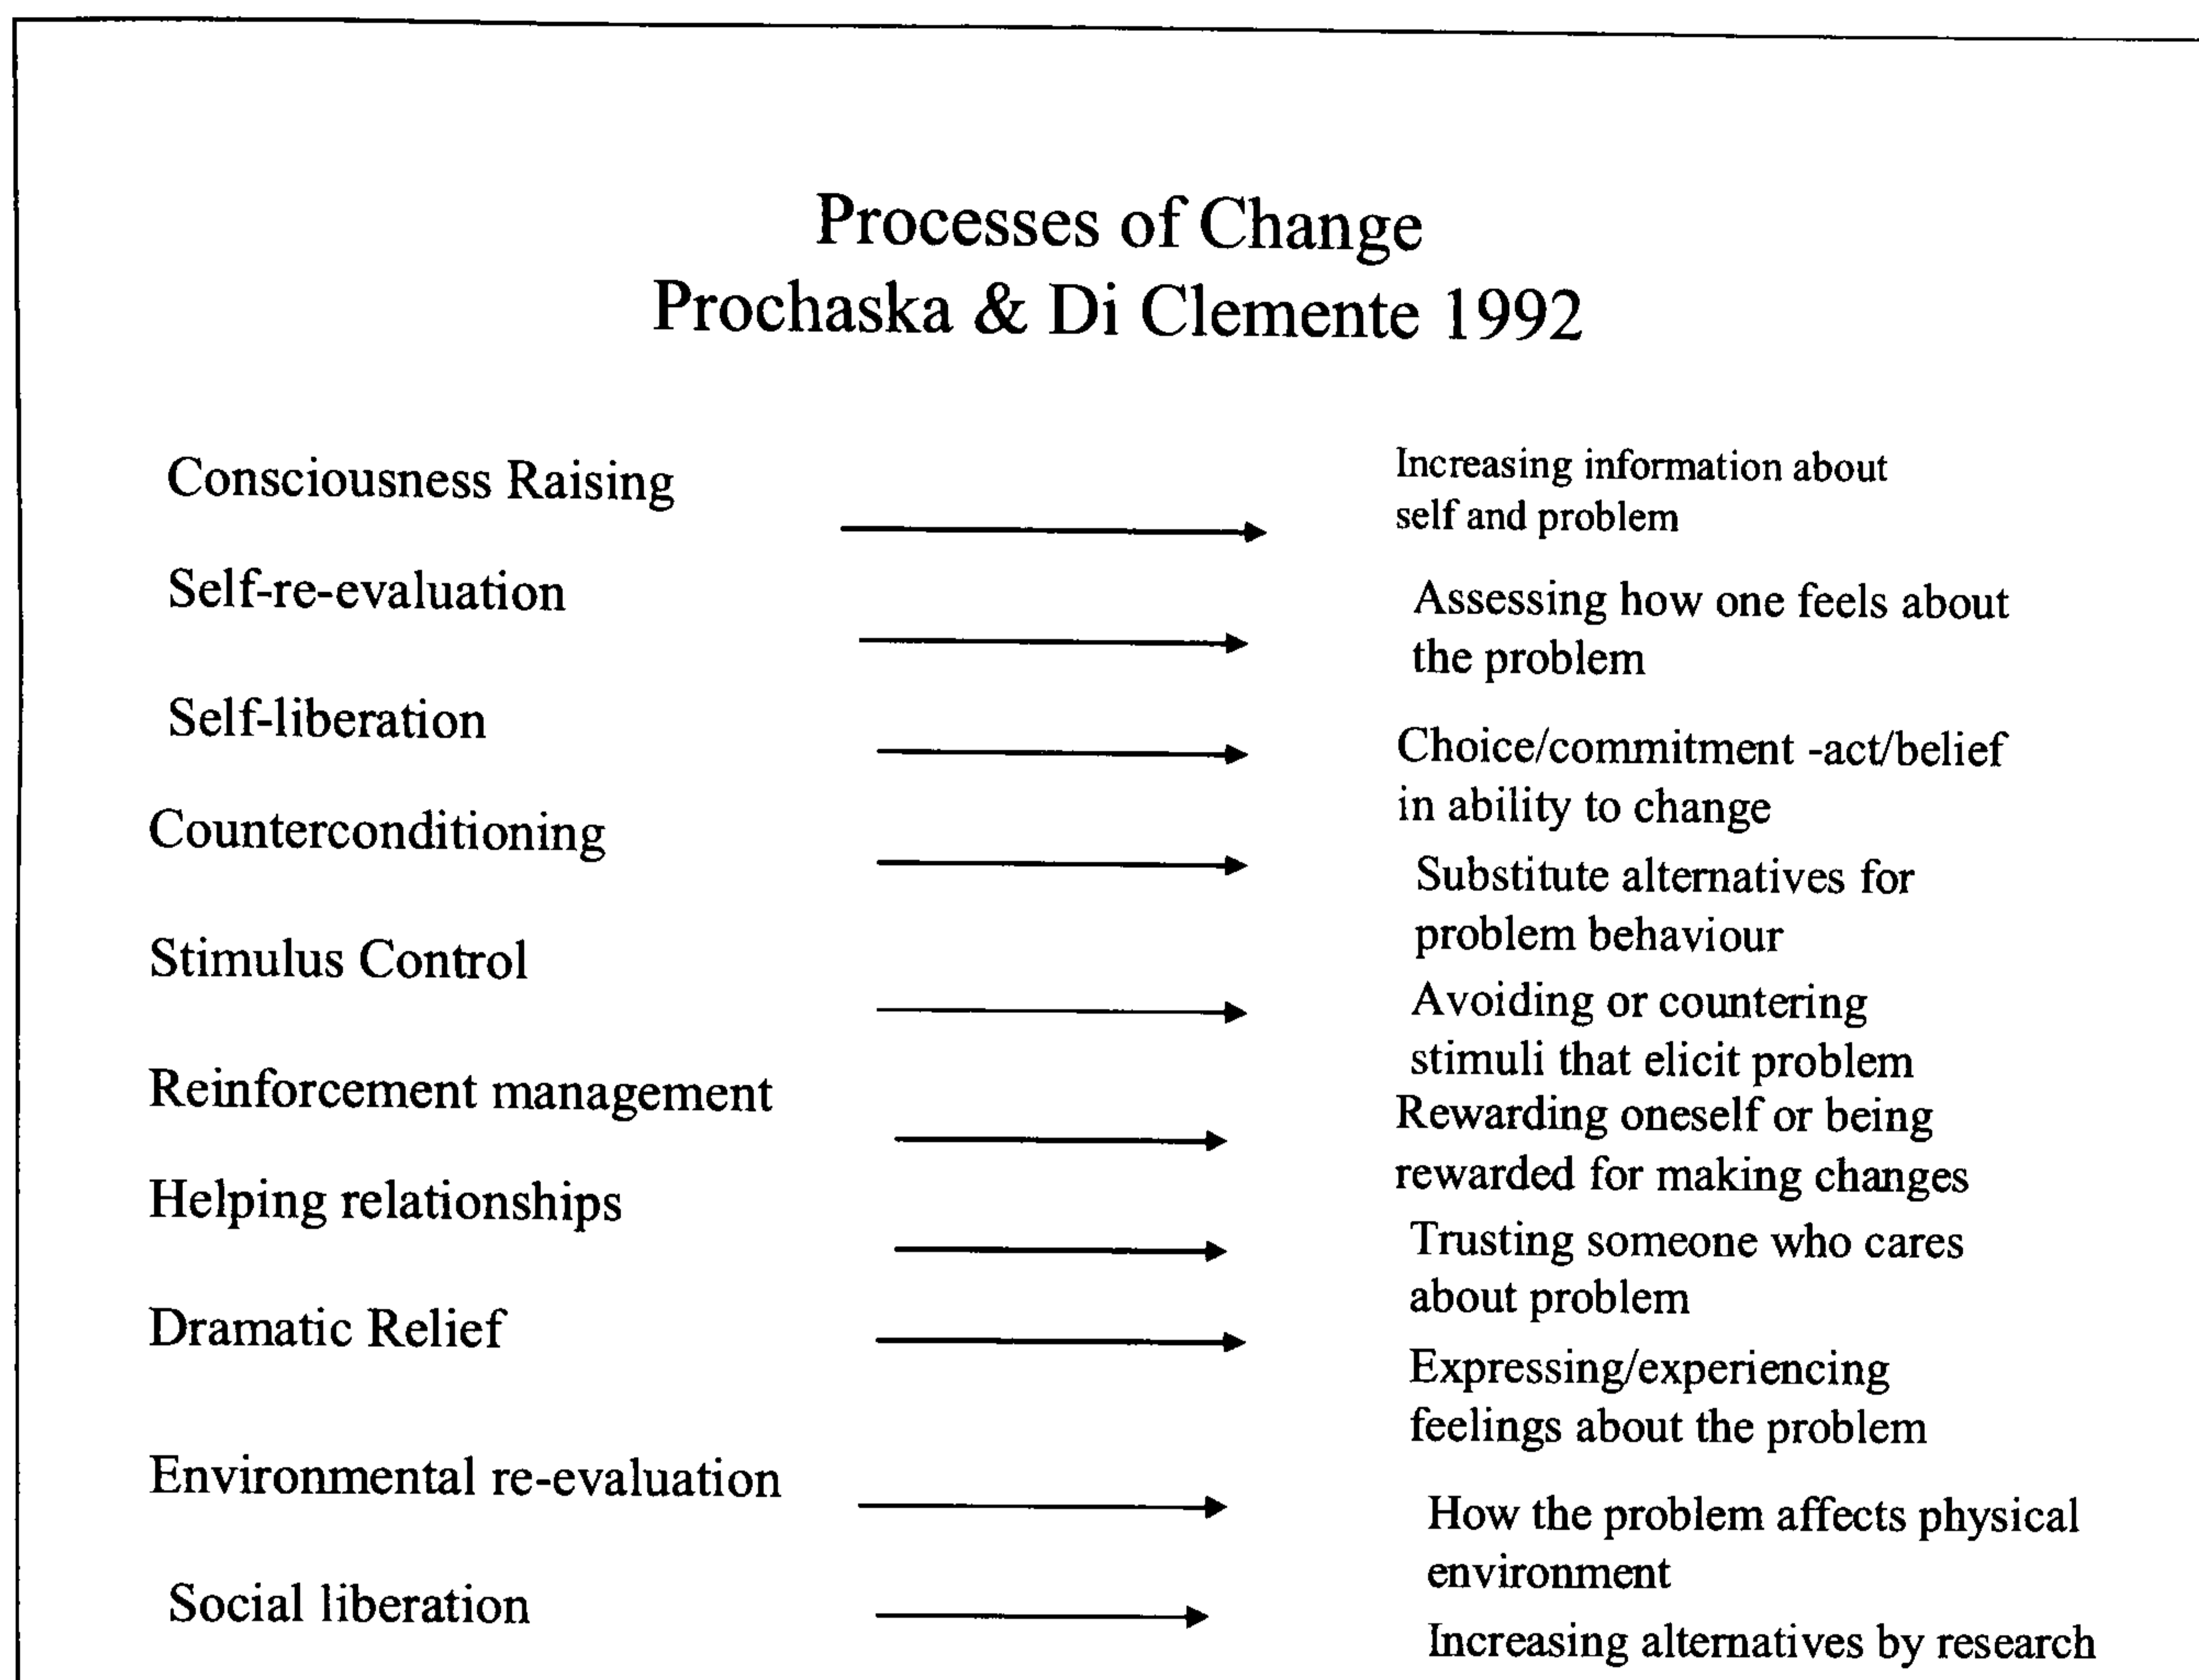 Processes of Change
Prochaska & Di Clemente 1992
Consciousness Raising
Increasing information about
self and problem
Self-re-evaluation
Assessing how one feels about
the problem
Self-liberation
Choice/commitment -act/belief
in ability to change
Counterconditioning
Substitute alternatives for
problem behaviour
Stimulus Control
Avoiding or countering
stimuli that elicit problem
Reinforcement management
Rewarding oneself or being
rewarded for making changes
Helping relationships
Trusting someone who cares
about problem
Dramatic Relief
Expressing/experiencing
feelings about the problem
Environmental re-evaluation
How the problem affects physical
environment
Social liberation
Increasing alternatives by research